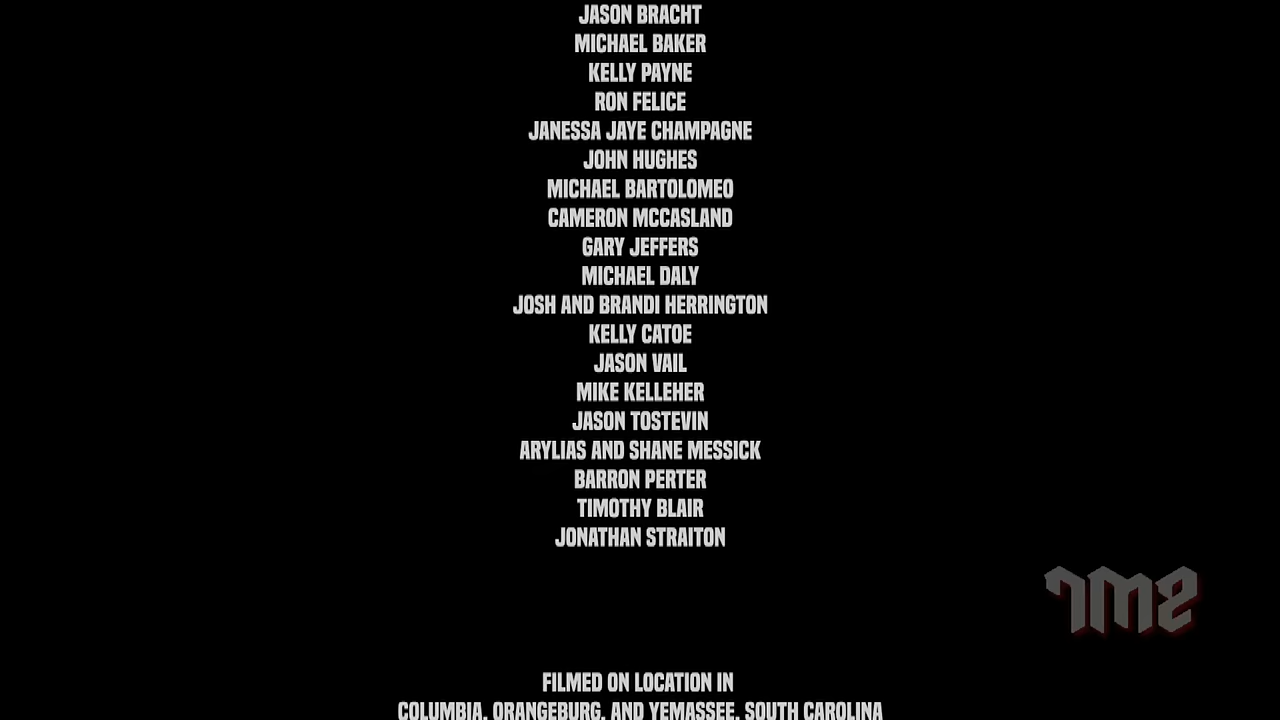 JASON BRACHT
MICHAEL BAKER
KELLY PAYNE
RON FELICE
JANESSA JAYE CHAMPAGNE
JOHN HUGHES
MICHAEL BARTOLOMEO
CAMERON MCCASLAND
GARY JEFFERS
MICHAEL DALY
JOSH AND BRANDI HERRINGTON
KELLY CATOE
JASON VAIL
MIKE KELLEHER
JASON TOSTEVIN
ARYLIAS AND SHANE MESSICK
BARRON PERTER
TIMOTHY BLAIR
JONATHAN STRAITON
FILMED ON LOCATION IN
COLUMBIA, ORANGEBURG, AND YEMASSEE, SOUTH CAROLINA